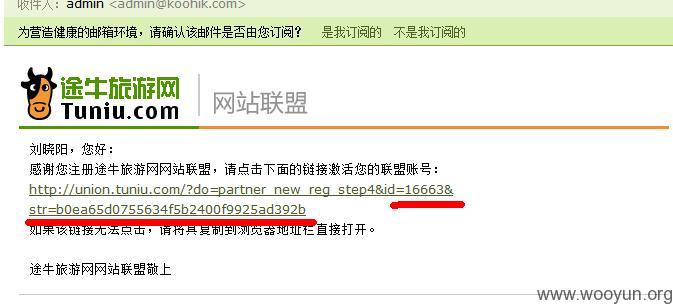 收件人：admin <admin@koohik.com>
为营造健康的邮箱环境，请确认该邮件是否由您订阅？ 是我订阅的 不是我订阅的
途牛旅游网
Tuniu.com
网站联盟
刘晓阳，您好：
感谢您注册途牛旅游网网站联盟，请点击下面的链接激活您的联盟账号：
http://union.tuniu.com/?do=partner_new_reg_step4&id=16663&
str=b0ea65d0755634f5b2400f9925ad392b
如果该链接无法点击，请将其复制到浏览器地址栏直接打开。
途牛旅游网网站联盟敬上
www.wooyun.org